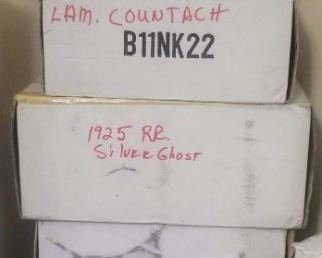 LAM. COUNTACH
B11NK22
1925 RR.
Silver Ghost